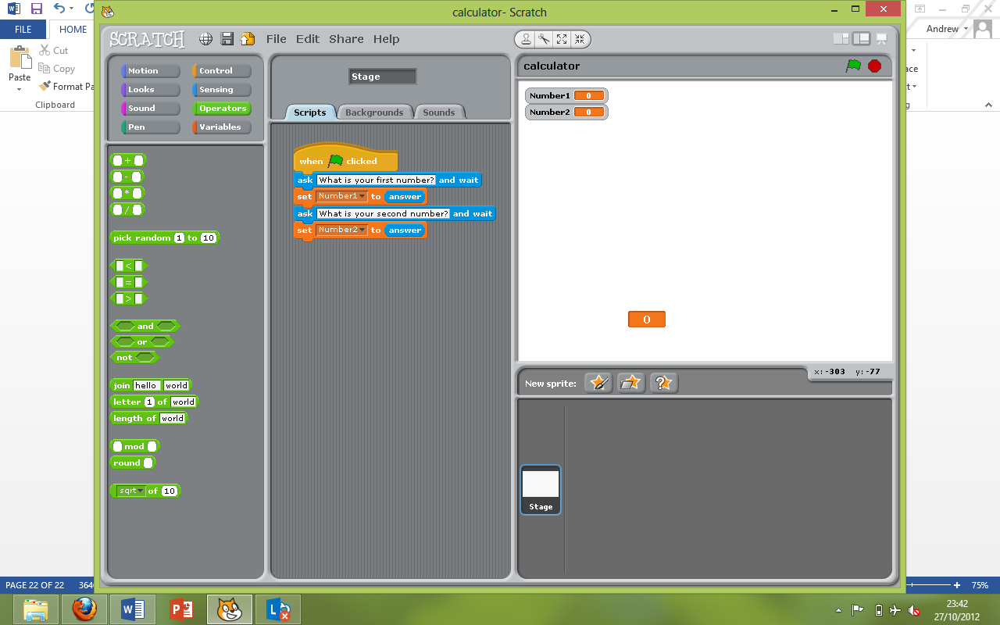 calculator- Scratch
FILE
HOME
Andrew
Cut
Copy
Format Pa
Paste
Clipboard
ace
SCRATCH
File Edit Share Help
Motion
Control
Looks
Sensing
Sound
Operators
Pen
Variables
+
-
*
/
pick random 1 to 10
<
=
>
and
or
not
join hello world
letter 1 of world
length of world
mod
round
sqrt of 10
Stage
Scripts
Backgrounds
Sounds
when clicked
ask What is your first number? and wait
set Number1 to answer
ask What is your second number? and wait
set Number2 to answer
calculator
Number1 0
Number2 0
0
x: -303 y: -77
New sprite:
Stage
PAGE 22 OF 22
364
75%
23:42
27/10/2012